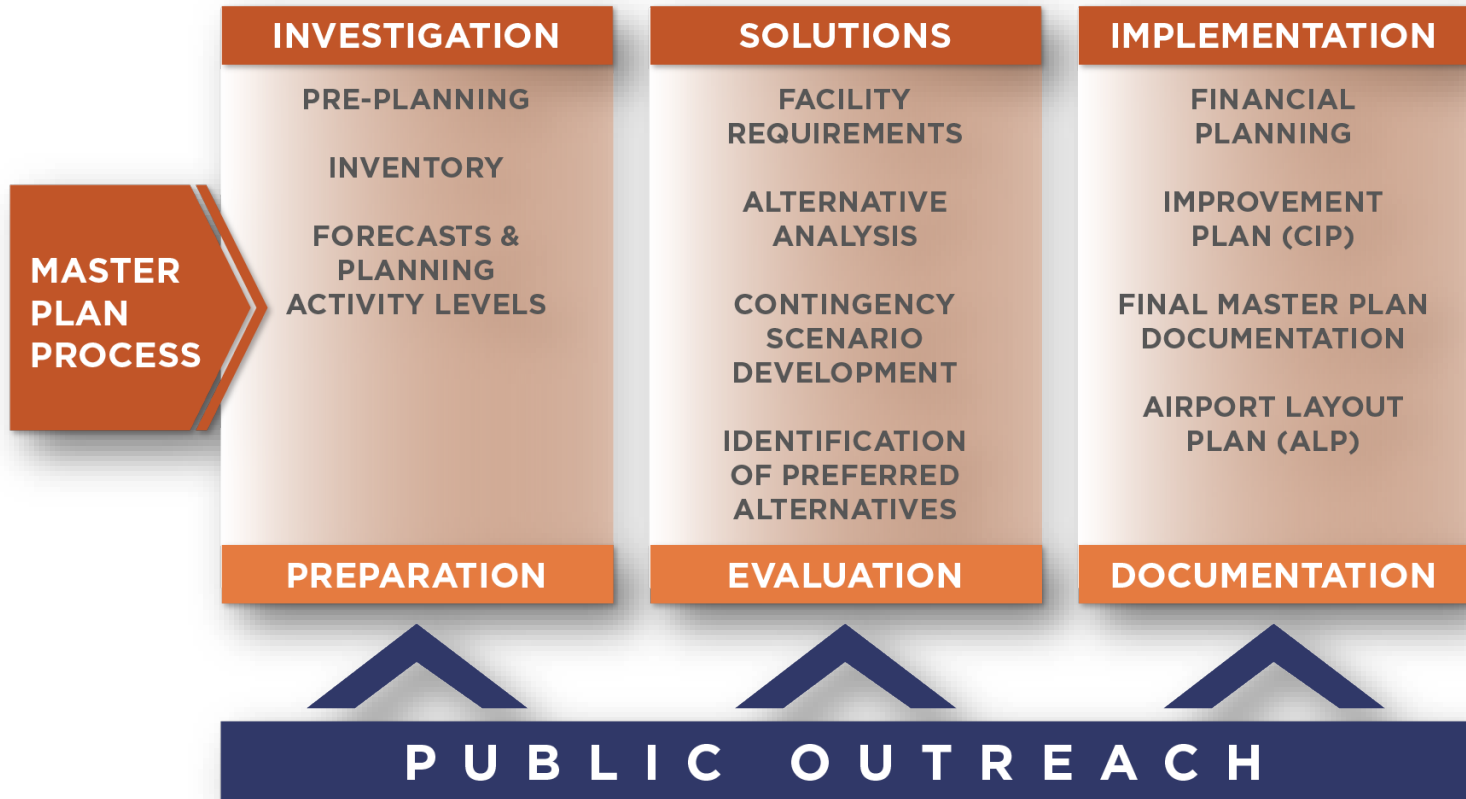 MASTER
PLAN
PROCESS
INVESTIGATION
PRE-PLANNING
INVENTORY
FORECASTS &
PLANNING
ACTIVITY LEVELS
PREPARATION
SOLUTIONS
FACILITY
REQUIREMENTS
ALTERNATIVE
ANALYSIS
CONTINGENCY
SCENARIO
DEVELOPMENT
IDENTIFICATION
OF PREFERRED
ALTERNATIVES
EVALUATION
IMPLEMENTATION
FINANCIAL
PLANNING
IMPROVEMENT
PLAN (CIP)
FINAL MASTER PLAN
DOCUMENTATION
AIRPORT LAYOUT
PLAN (ALP)
DOCUMENTATION
PUBLIC OUTREACH